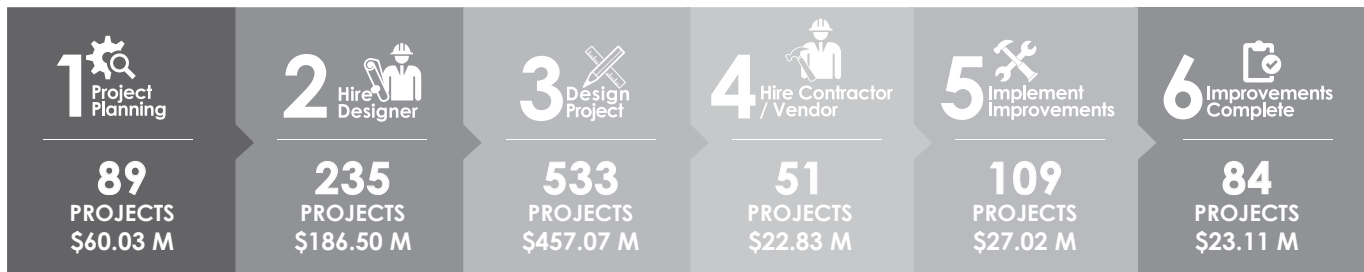 1 Project
Planning
89
PROJECTS
$60.03 M
2 Hire
Designer
235
PROJECTS
$186.50 M
3 Design
Project
533
PROJECTS
$457.07 M
4 Hire Contractor
/ Vendor
51
PROJECTS
$22.83 M
5 Implement
Improvements
109
PROJECTS
$27.02 M
6 Improvements
Complete
84
PROJECTS
$23.11 M